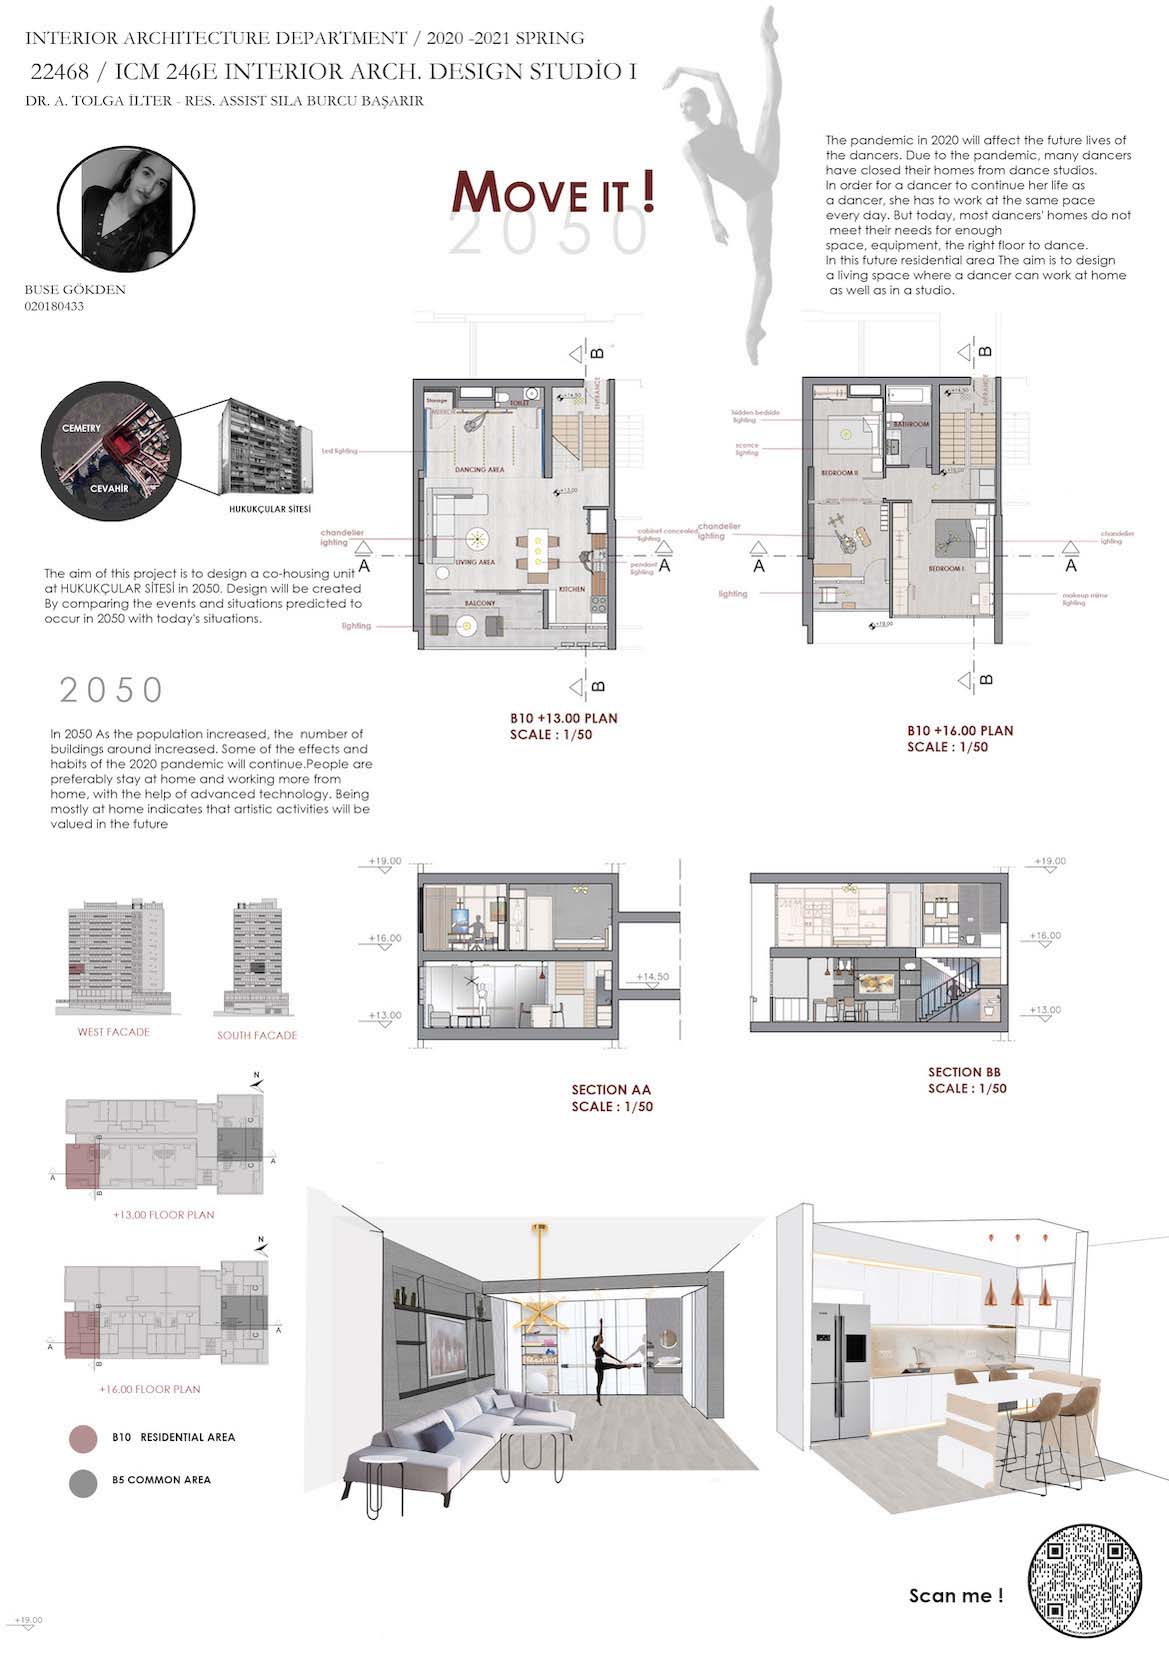 INTERIOR ARCHITECTURE DEPARTMENT / 2020 -2021 SPRING
22468 / ICM 246E INTERIOR ARCH. DESIGN STUDİO I
DR. A. TOLGA İLTER - RES. ASSIST SILA BURCU BAŞARIR
BUSE GÖKDEN
020180433
MOVE IT !
2050
The pandemic in 2020 will affect the future lives of
the dancers. Due to the pandemic, many dancers
have closed their homes from dance studios.
In order for a dancer to continue her life as
a dancer, she has to work at the same pace
every day. But today, most dancers' homes do not
meet their needs for enough
space, equipment, the right floor to dance.
In this future residential area The aim is to design
a living space where a dancer can work at home
as well as in a studio.
CEMETRY
CEVAHİR
HUKUKÇULAR SİTESİ
The aim of this project is to design a co-housing unit
at HUKUKÇULAR SİTESİ in 2050. Design will be created
By comparing the events and situations predicted to
occur in 2050 with today's situations.
2050
In 2050 As the population increased, the number of
buildings around increased. Some of the effects and
habits of the 2020 pandemic will continue.People are
preferably stay at home and working more from
home, with the help of advanced technology. Being
mostly at home indicates that artistic activities will be
valued in the future
B
ENTRANCE
+14.50
Storage
MIRROR
TOILET
Led lighting
DANCING AREA
+13.00
chandelier
ighting
cabinet concealed
lighting
A
A
LIVING AREA
pendant
lighting
KITCHEN
BALCONY
lighting
B
B10 +13.00 PLAN
SCALE : 1/50
B
ENTRANCE
+14.50
hidden bedside
lighting
BATHROOM
sconce
lighting
BEDROOM II
+16.00
chandelier
ighting
chandelier
ighting
A
A
BEDROOM I
lighting
makeup mirror
lighting
+16.00
B
B10 +16.00 PLAN
SCALE : 1/50
+19.00
+16.00
+14.50
+13.00
SECTION AA
SCALE : 1/50
+19.00
+16.00
+13.00
SECTION BB
SCALE : 1/50
WEST FACADE
SOUTH FACADE
N
B
C
A
A
C
B
+13.00 FLOOR PLAN
N
B
C
A
A
C
B
+16.00 FLOOR PLAN
B10 RESIDENTIAL AREA
B5 COMMON AREA
Scan me !
+19.00